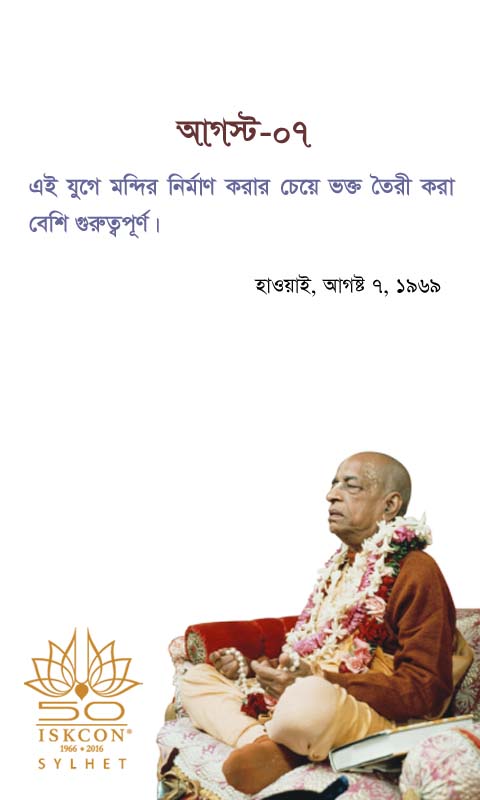 আগস্ট-০৭
এই যুগে মন্দির নির্মাণ করার চেয়ে ভক্ত তৈরী করা
বেশি গুরুত্বপূর্ণ।
হাওয়াই, আগষ্ট ৭, ১৯৬৯
50
ISKCON®
1966 • 2016
SYLHET